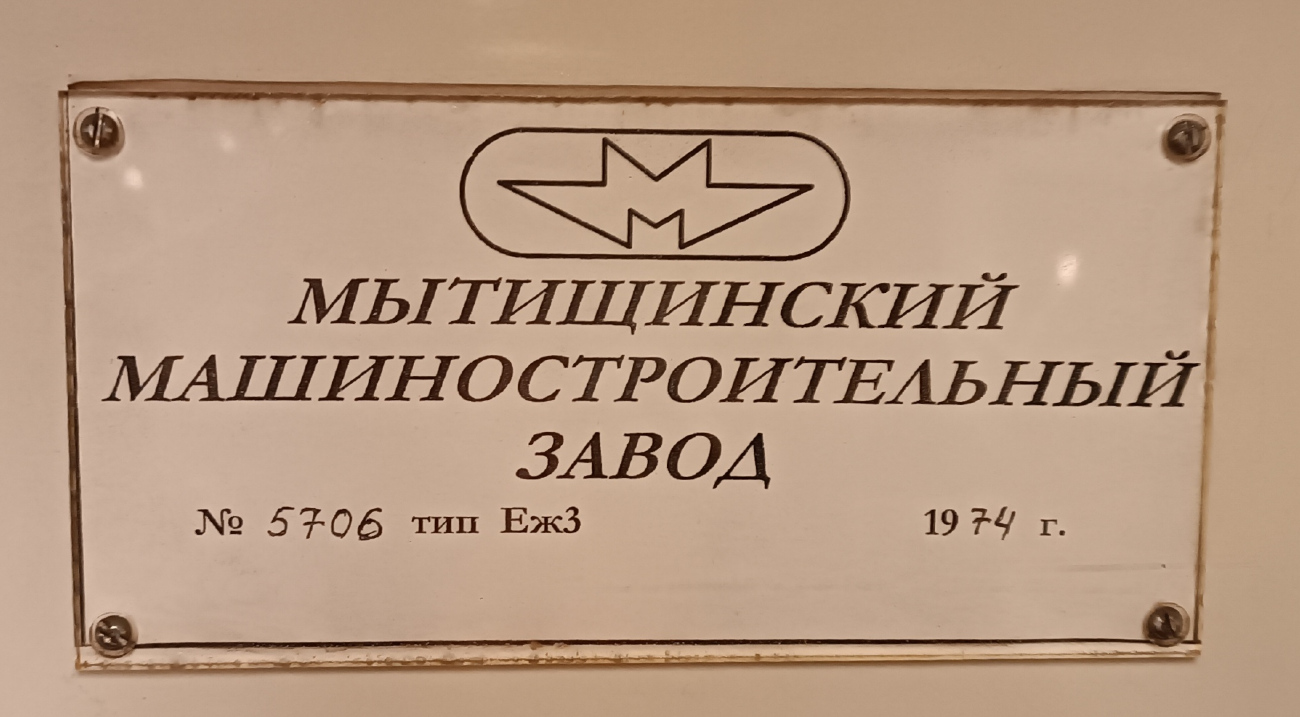 МЫТИЩИНСКИЙ
МАШИНОСТРОИТЕЛЬНЫЙ
ЗАВОД
№ 5706 тип Еж3 1974 г.